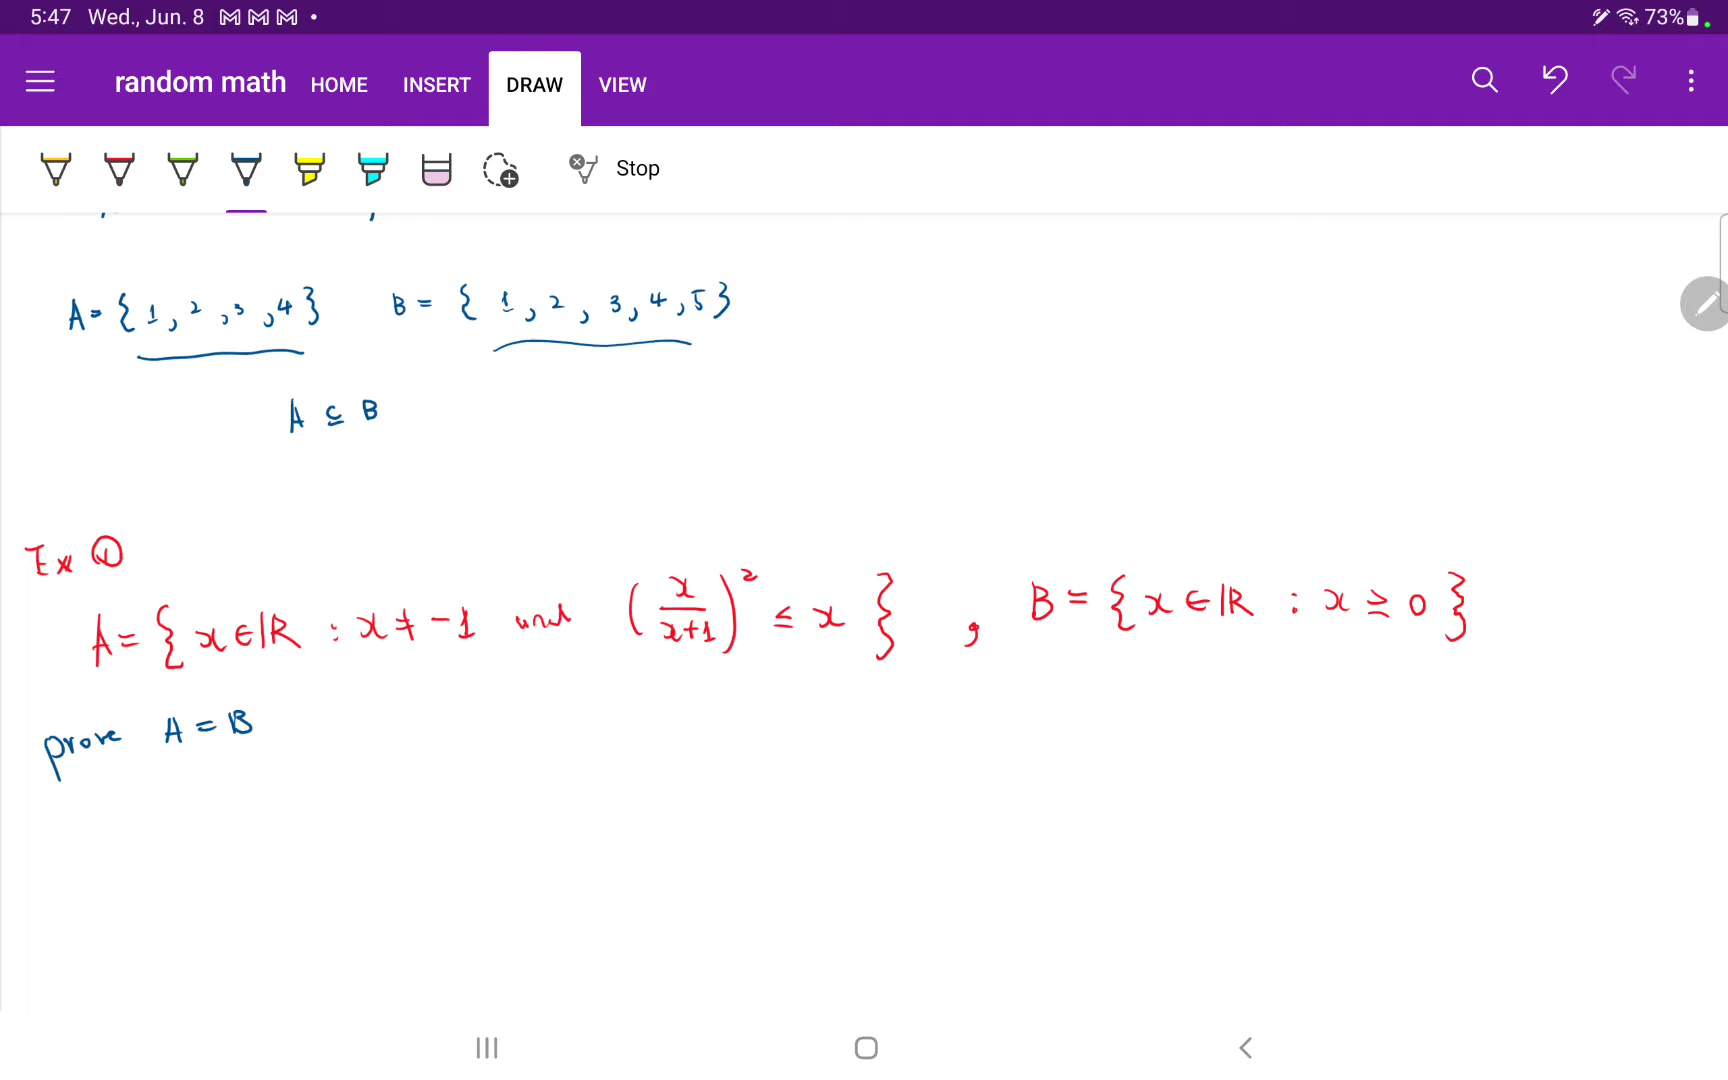 5:47 Wed., Jun. 8 73%
random math HOME INSERT DRAW VIEW
Stop
A = {1, 2, 3, 4} B = {1, 2, 3, 4, 5}
A ⊆ B
Ex ①
A = {x ∈ ℝ : x ≠ -1 and (x/(x+1))² ≤ x}, B = {x ∈ ℝ : x ≥ 0}
prove A = B